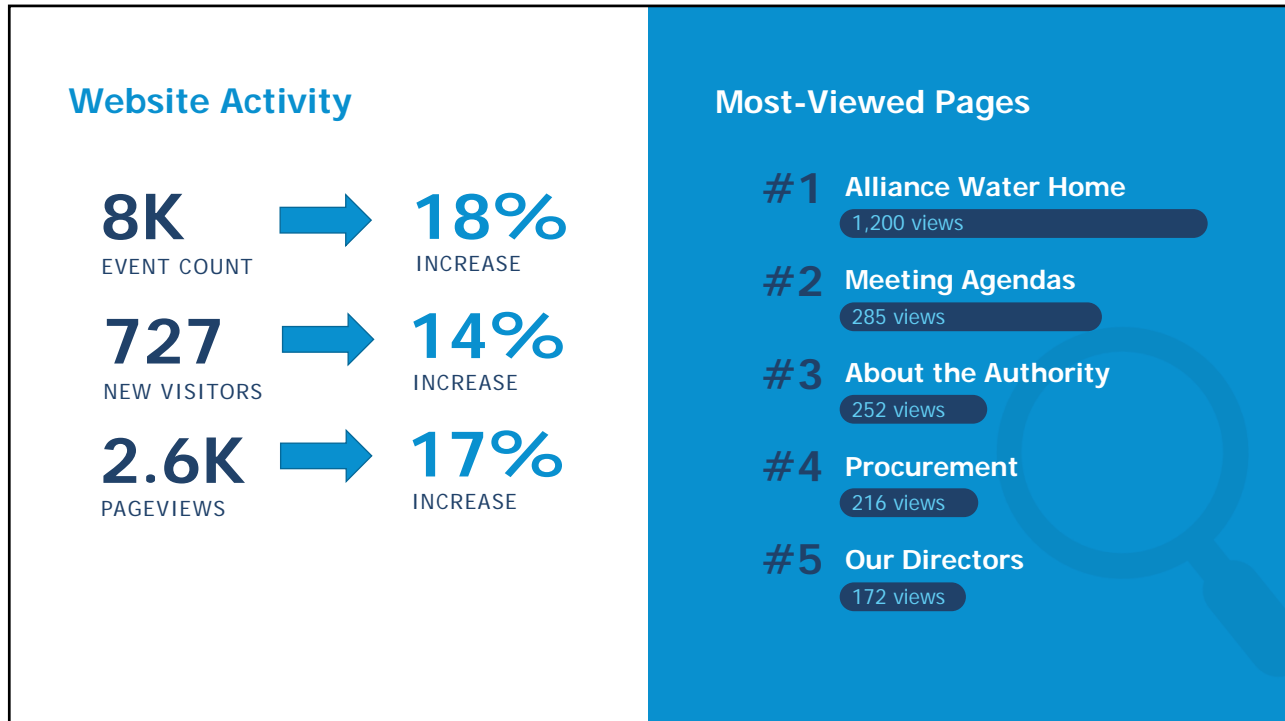 Website Activity
8K
18%
EVENT COUNT
INCREASE
727
14%
NEW VISITORS
INCREASE
2.6K
17%
PAGEVIEWS
INCREASE
Most-Viewed Pages
#1 Alliance Water Home
1,200 views
#2 Meeting Agendas
285 views
#3 About the Authority
252 views
#4 Procurement
216 views
#5 Our Directors
172 views